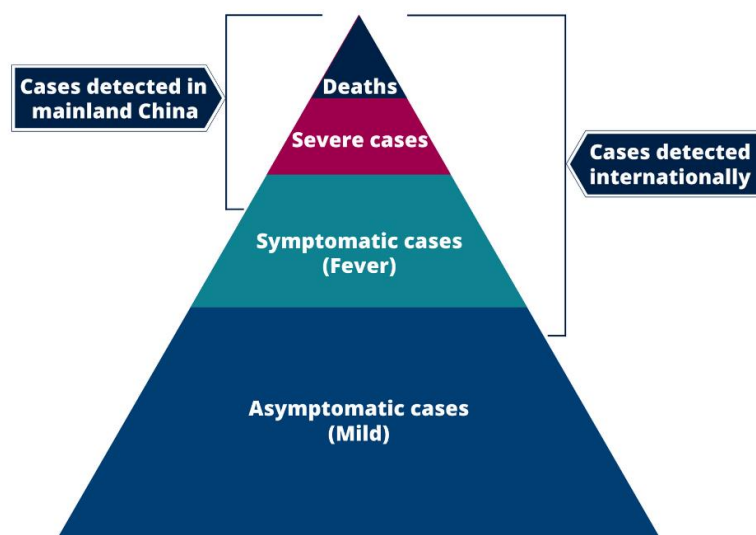 Deaths
Cases detected in
mainland China
Severe cases
Cases detected
internationally
Symptomatic cases
(Fever)
Asymptomatic cases
(Mild)